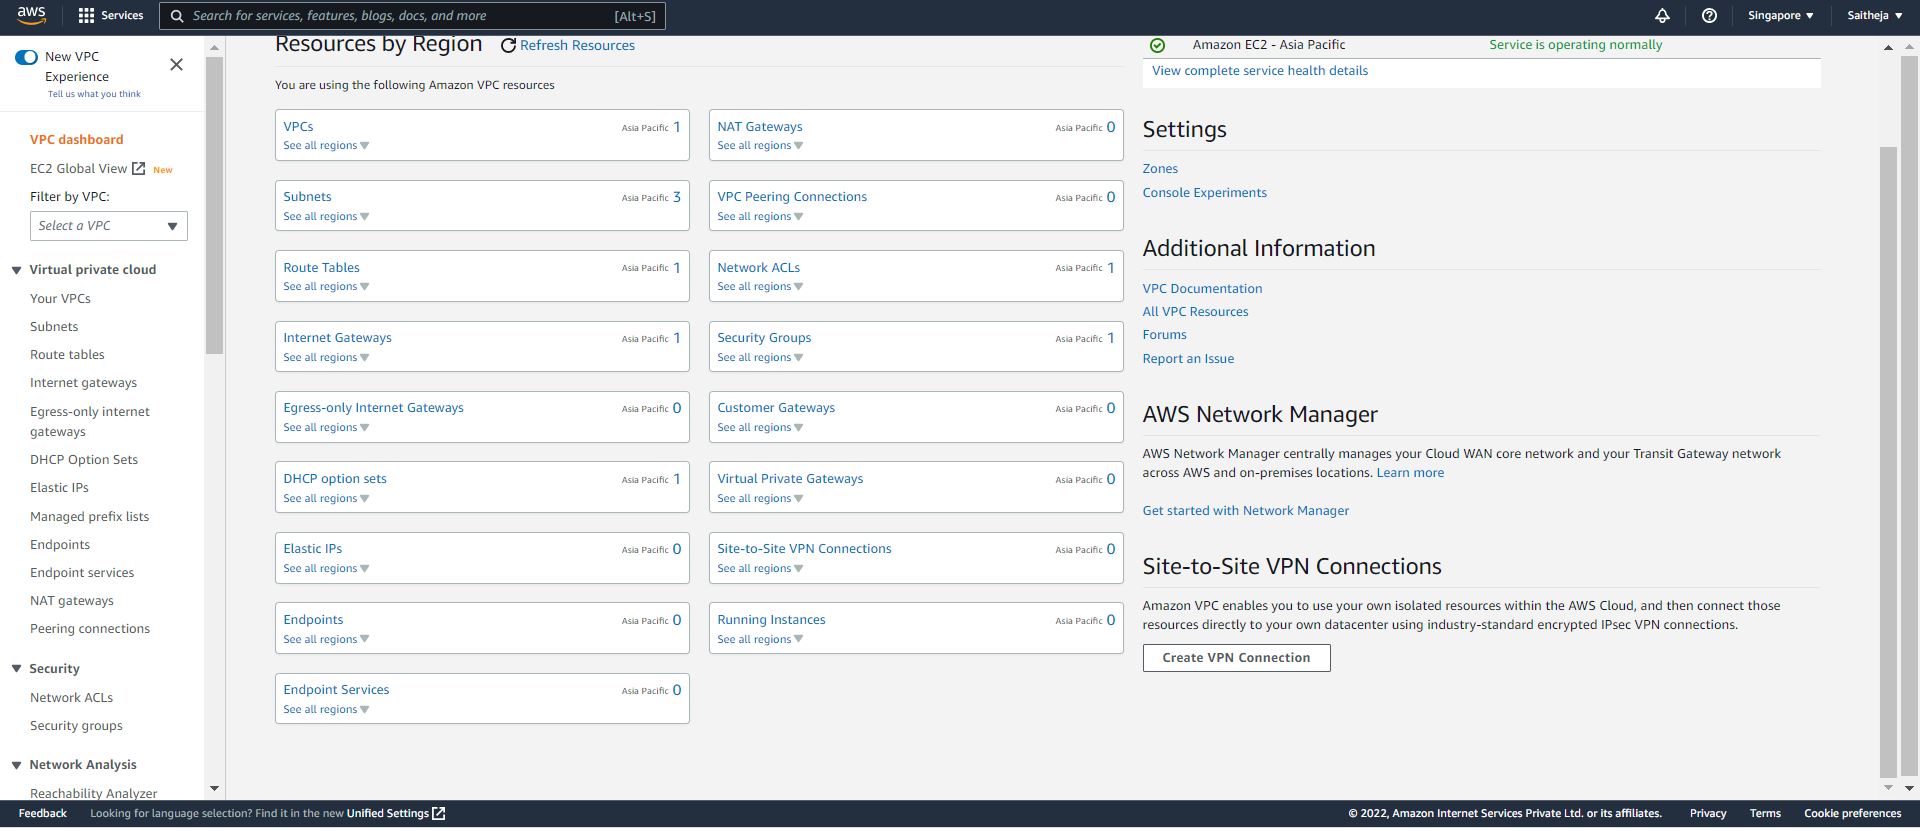 aws
Services
Search for services, features, blogs, docs, and more
[Alt+S]
Singapore
Saitheja
New VPC
Experience
Tell us what you think
VPC dashboard
EC2 Global View New
Filter by VPC:
Select a VPC
Virtual private cloud
Your VPCs
Subnets
Route tables
Internet gateways
Egress-only internet
gateways
DHCP Option Sets
Elastic IPs
Managed prefix lists
Endpoints
Endpoint services
NAT gateways
Peering connections
Security
Network ACLs
Security groups
Network Analysis
Reachability Analyzer
Resources by Region
Refresh Resources
You are using the following Amazon VPC resources
VPCs Asia Pacific 1
See all regions
NAT Gateways Asia Pacific 0
See all regions
Subnets Asia Pacific 3
See all regions
VPC Peering Connections Asia Pacific 0
See all regions
Route Tables Asia Pacific 1
See all regions
Network ACLs Asia Pacific 1
See all regions
Internet Gateways Asia Pacific 1
See all regions
Security Groups Asia Pacific 1
See all regions
Egress-only Internet Gateways Asia Pacific 0
See all regions
Customer Gateways Asia Pacific 0
See all regions
DHCP option sets Asia Pacific 1
See all regions
Virtual Private Gateways Asia Pacific 0
See all regions
Elastic IPs Asia Pacific 0
See all regions
Site-to-Site VPN Connections Asia Pacific 0
See all regions
Endpoints Asia Pacific 0
See all regions
Running Instances Asia Pacific 0
See all regions
Endpoint Services Asia Pacific 0
See all regions
Amazon EC2 - Asia Pacific Service is operating normally
View complete service health details
Settings
Zones
Console Experiments
Additional Information
VPC Documentation
All VPC Resources
Forums
Report an Issue
AWS Network Manager
AWS Network Manager centrally manages your Cloud WAN core network and your Transit Gateway network
across AWS and on-premises locations. Learn more
Get started with Network Manager
Site-to-Site VPN Connections
Amazon VPC enables you to use your own isolated resources within the AWS Cloud, and then connect those
resources directly to your own datacenter using industry-standard encrypted IPsec VPN connections.
Create VPN Connection
Feedback
Looking for language selection? Find it in the new Unified Settings
© 2022, Amazon Internet Services Private Ltd. or its affiliates.
Privacy
Terms
Cookie preferences